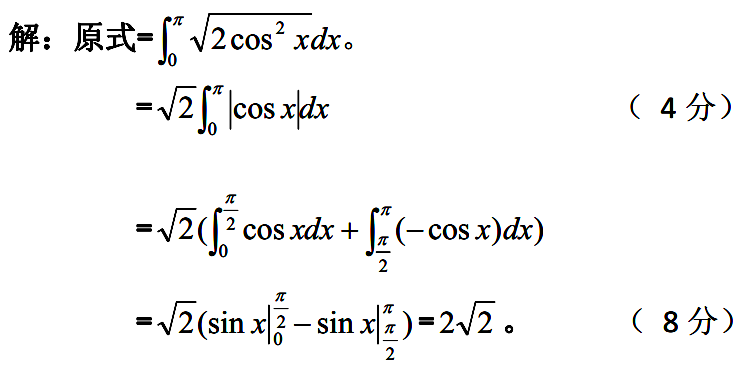 解：原式=∫₀^π √(2cos² x)dx。
=√2∫₀^π |cos x|dx （ 4 分）
=√2(∫₀^(π/2) cos xdx + ∫_(π/2)^π (−cos x)dx)
=√2(sin x|₀^(π/2) − sin x|_(π/2)^π)=2√2 。 （ 8 分）